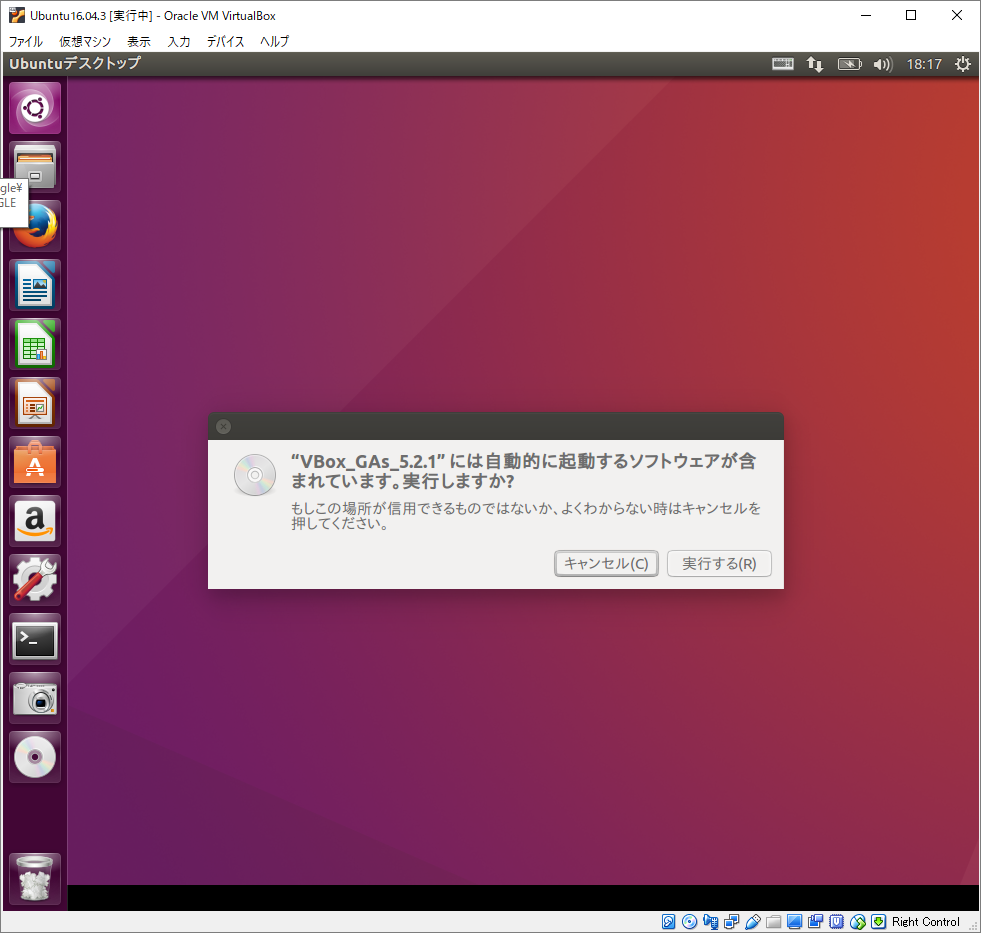 Ubuntu16.04.3 [実行中] - Oracle VM VirtualBox
ファイル 仮想マシン 表示 入力 デバイス ヘルプ
Ubuntuデスクトップ 18:17
gle¥
GLE
“VBox_GAs_5.2.1” には自動的に起動するソフトウェアが含
まれています。実行しますか?
もしこの場所が信用できるものではないか、よくわからない時はキャンセルを
押してください。
キャンセル(C) 実行する(R)
Right Control